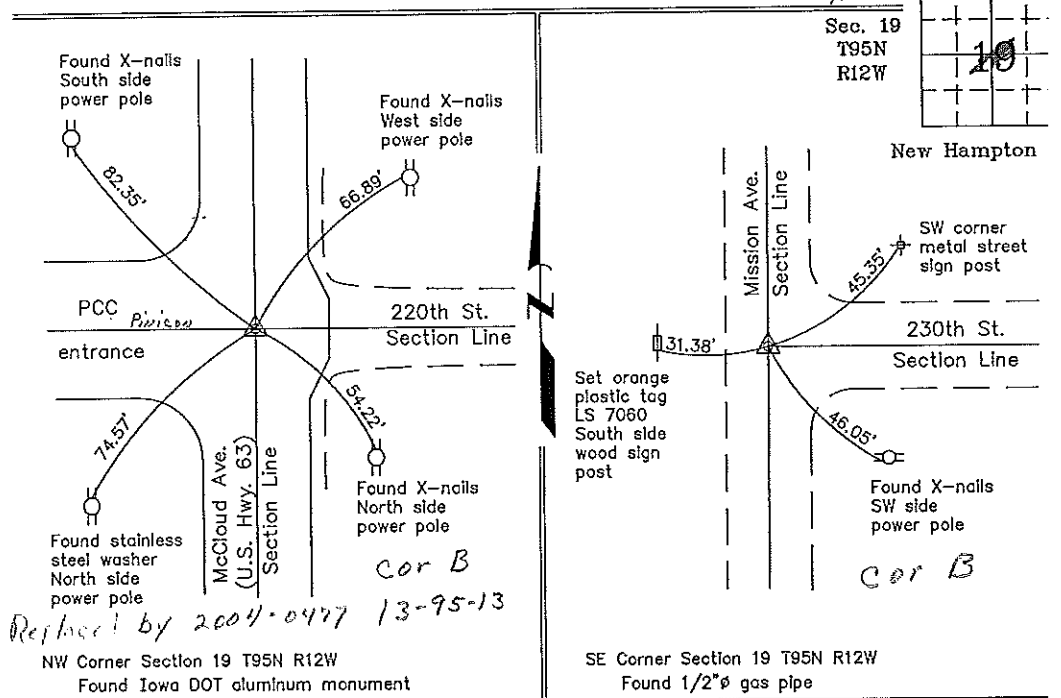 Found X-nails
South side
power pole
82.35'
Found X-nails
West side
power pole
66.89'
PCC Pinicon
entrance
220th St.
Section Line
74.57'
54.22'
McCloud Ave.
(U.S. Hwy. 63)
Section Line
Found stainless
steel washer
North side
power pole
Found X-nails
North side
power pole
Cor B
Replaced by 2004-0477 13-95-13
NW Corner Section 19 T95N R12W
Found Iowa DOT aluminum monument
Sec. 19
T95N
R12W
19
New Hampton
Mission Ave.
Section Line
SW corner
metal street
sign post
45.35'
31.38'
230th St.
Section Line
Set orange
plastic tag
LS 7060
South side
wood sign
post
46.05'
Found X-nails
SW side
power pole
Cor B
SE Corner Section 19 T95N R12W
Found 1/2"ø gas pipe